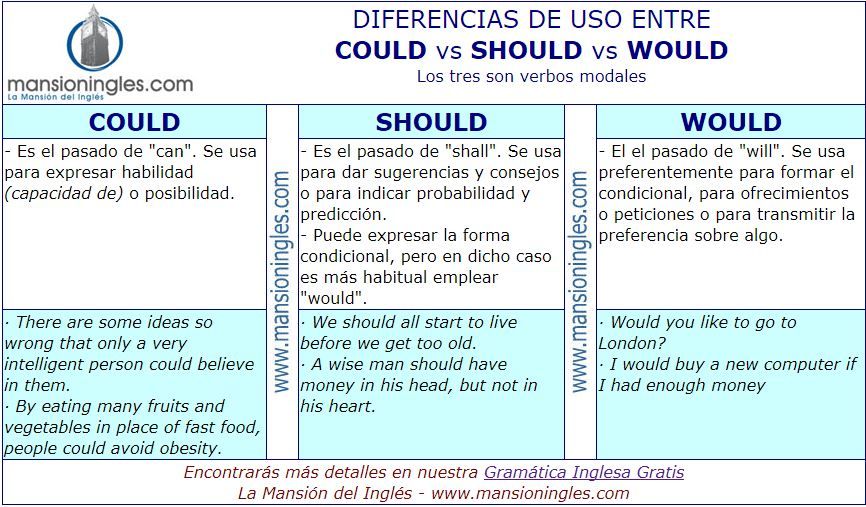 mansioningles.com
La Mansión del Inglés
DIFERENCIAS DE USO ENTRE
COULD vs SHOULD vs WOULD
Los tres son verbos modales
COULD
- Es el pasado de "can". Se usa
para expresar habilidad
(capacidad de) o posibilidad.
· There are some ideas so
wrong that only a very
intelligent person could believe
in them.
· By eating many fruits and
vegetables in place of fast food,
people could avoid obesity.
www.mansioningles.com
SHOULD
- Es el pasado de "shall". Se usa
para dar sugerencias y consejos
o para indicar probabilidad y
predicción.
- Puede expresar la forma
condicional, pero en dicho caso
es más habitual emplear
"would".
· We should all start to live
before we get too old.
· A wise man should have
money in his head, but not in
his heart.
www.mansioningles.com
WOULD
- El el pasado de "will". Se usa
preferentemente para formar el
condicional, para ofrecimientos
o peticiones o para transmitir la
preferencia sobre algo.
· Would you like to go to
London?
· I would buy a new computer if
I had enough money
Encontrarás más detalles en nuestra Gramática Inglesa Gratis
La Mansión del Inglés - www.mansioningles.com